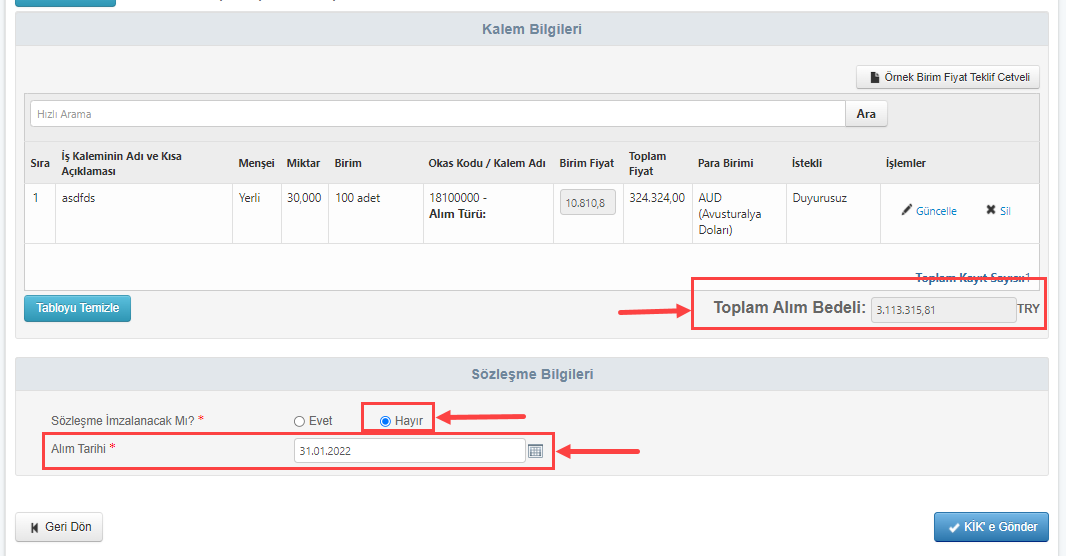 Kalem Bilgileri
Örnek Birim Fiyat Teklif Cetveli
Hızlı Arama
Ara
Sıra
İş Kaleminin Adı ve Kısa
Açıklaması
Menşei
Miktar
Birim
Okas Kodu / Kalem Adı
Birim Fiyat
Toplam
Fiyat
Para Birimi
İstekli
İşlemler
1
asdfds
Yerli
30,000
100 adet
18100000 -
Alım Türü:
10.810,8
324.324,00
AUD
(Avusturalya
Doları)
Duyurusuz
Güncelle
Sil
Toplam Kayıt Sayısı:1
Tabloyu Temizle
Toplam Alım Bedeli: 3.113.315,81 TRY
Sözleşme Bilgileri
Sözleşme İmzalanacak Mı? *
Evet
Hayır
Alım Tarihi *
31.01.2022
Geri Dön
KİK' e Gönder